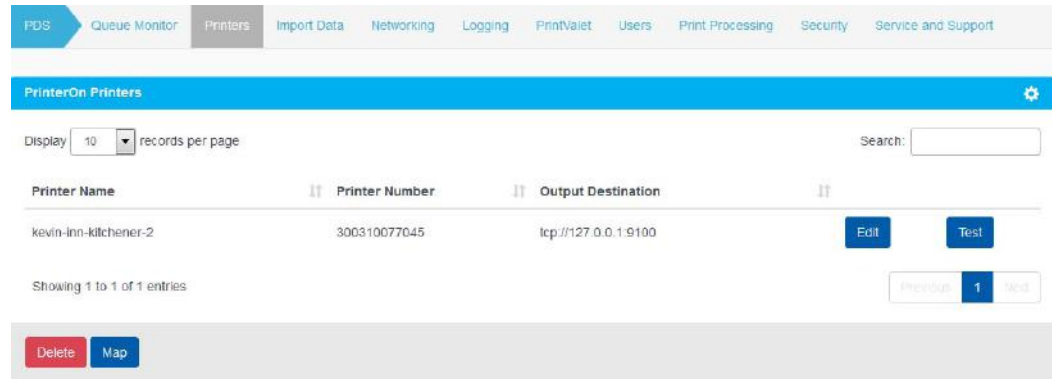 PDS Queue Monitor Printers Import Data Networking Logging PrintValet Users Print Processing Security Service and Support
PrinterOn Printers
Display 10 records per page Search:
Printer Name Printer Number Output Destination
kevin-inn-kitchener-2 300310077045 tcp://127.0.0.1:9100 Edit Test
Showing 1 to 1 of 1 entries Previous 1 Next
Delete Map